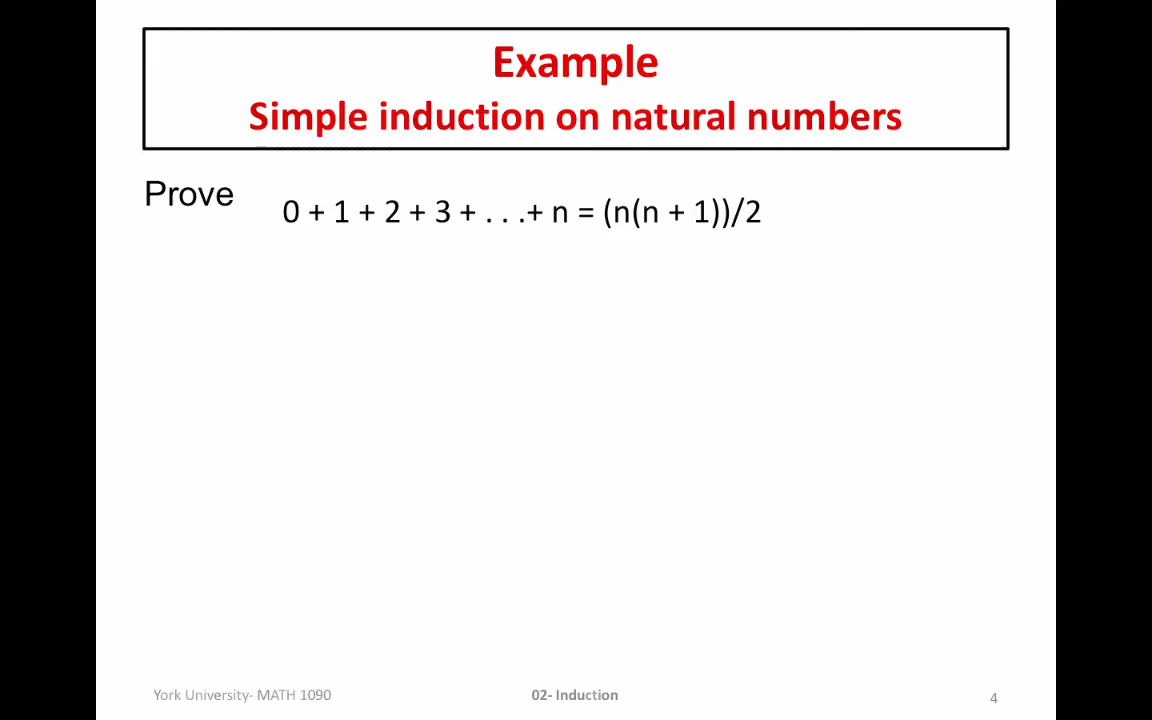 Example
Simple induction on natural numbers
Prove
0 + 1 + 2 + 3 + . . .+ n = (n(n + 1))/2
York University- MATH 1090
02- Induction
4